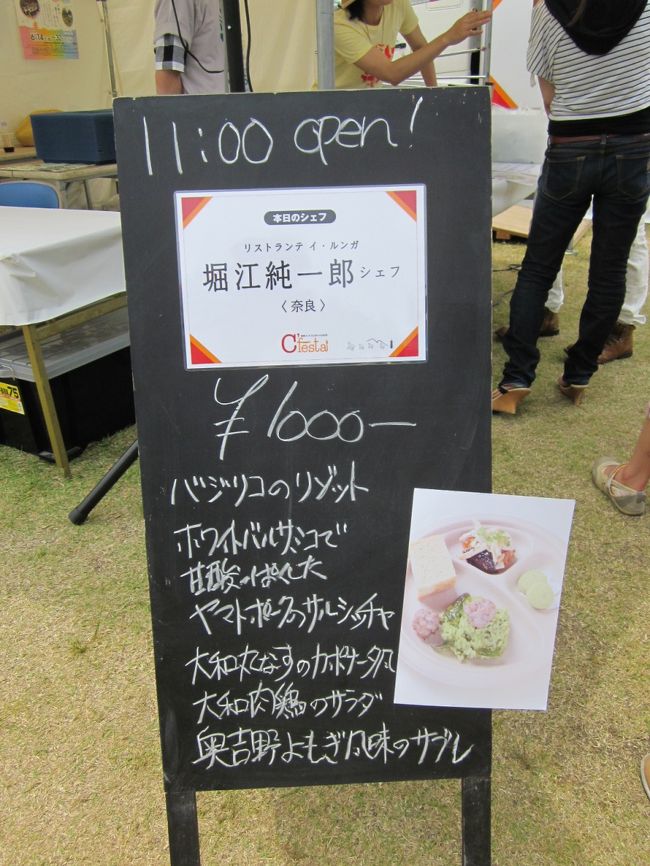 11:00 open!
本日のシェフ
リストランテ イ・ルンガ
堀江純一郎シェフ
〈奈良〉
C'festa!
¥1000-
バジリコのリゾット
ホワイトバルサミコで
甘酸っぱくした
ヤマトポークのサルシッチャ
大和丸なすのカポナータ風
大和肉鶏のサラダ
奥吉野よもぎ風味のサブレ